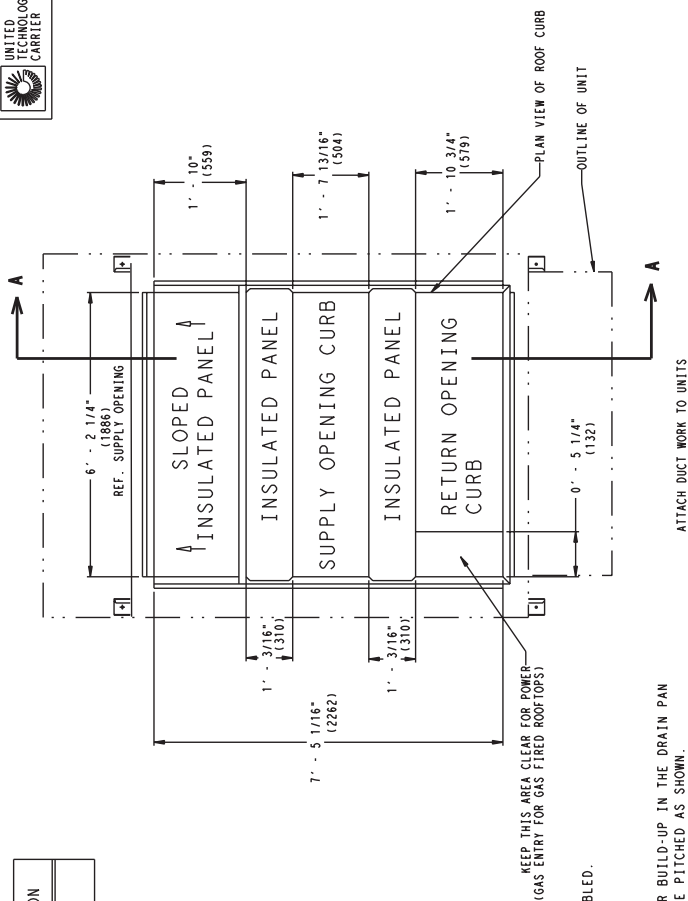 UNITED
TECHNOLOG
CARRIER
A
6' - 2 1/4"
(1886)
REF. SUPPLY OPENING
1' - 10"
(559)
1' - 7 13/16"
(504)
1' - 10 3/4"
(579)
PLAN VIEW OF ROOF CURB
OUTLINE OF UNIT
SLOPED
INSULATED PANEL
INSULATED PANEL
SUPPLY OPENING CURB
INSULATED PANEL
RETURN OPENING
CURB
1' - 3/16"
(310)
1' - 3/16"
(310)
7' - 5 1/16"
(2262)
0' - 5 1/4"
(132)
A
KEEP THIS AREA CLEAR FOR POWER
(GAS ENTRY FOR GAS FIRED ROOFTOPS)
ATTACH DUCT WORK TO UNITS
ON
BLED.
R BUILD-UP IN THE DRAIN PAN
E PITCHED AS SHOWN.